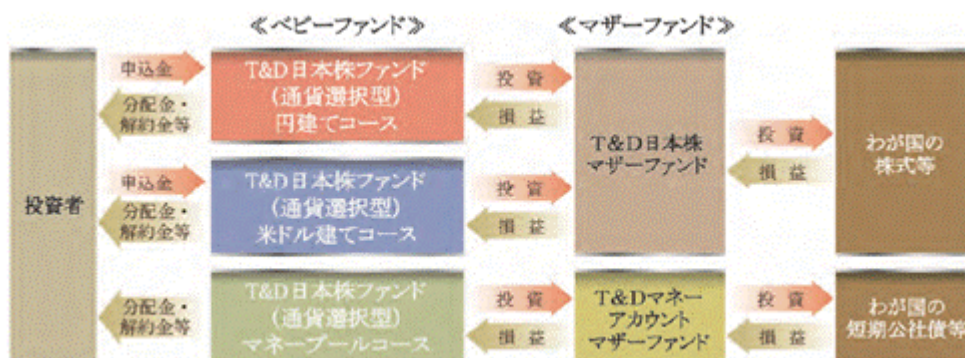 ≪ベビーファンド≫
≪マザーファンド≫
投資者
申込金
分配金・
解約金等
T&D日本株ファンド
(通貨選択型)
円建てコース
投資
損益
申込金
分配金・
解約金等
T&D日本株ファンド
(通貨選択型)
米ドル建てコース
投資
損益
T&D日本株
マザーファンド
投資
損益
わが国の
株式等
分配金・
解約金等
T&D日本株ファンド
(通貨選択型)
マネープールコース
投資
損益
T&Dマネー
アカウント
マザーファンド
投資
損益
わが国の
短期公社債等